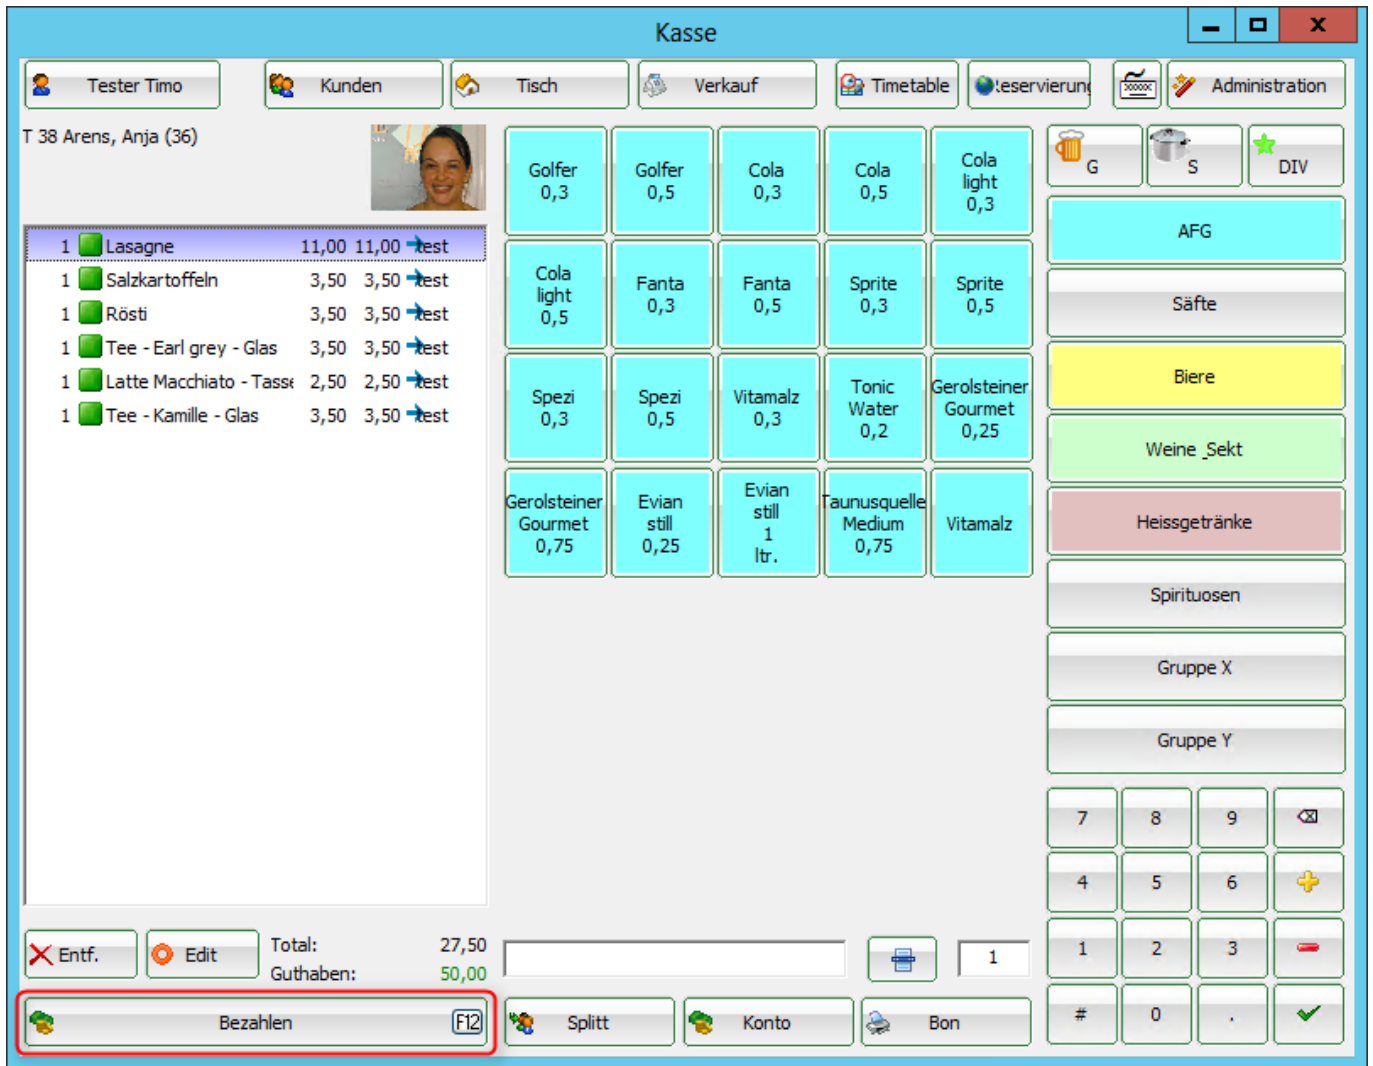 Kasse
Tester Timo
Kunden
Tisch
Verkauf
Timetable
Administration
T 38 Arens, Anja (36)
1 Lasagne 11,00 11,00 test
1 Salzkartoffeln 3,50 3,50 test
1 Rösti 3,50 3,50 test
1 Tee - Earl grey - Glas 3,50 3,50 test
1 Latte Macchiato - Tasse 2,50 2,50 test
1 Tee - Kamille - Glas 3,50 3,50 test
Entf.
Edit
Total: 27,50
Guthaben: 50,00
Bezahlen F12
Golfer
0,3
Golfer
0,5
Cola
0,3
Cola
0,5
Cola
light
0,3
Cola
light
0,5
Fanta
0,3
Fanta
0,5
Sprite
0,3
Sprite
0,5
Spezi
0,3
Spezi
0,5
Vitamalz
0,3
Tonic
Water
0,2
Gerolsteiner
Gourmet
0,25
Gerolsteiner
Gourmet
0,75
Evian
still
0,25
Evian
still
1
ltr.
Taunusquelle
Medium
0,75
Vitamalz
1
Splitt
Konto
Bon
G
S
DIV
AFG
Säfte
Biere
Weine _Sekt
Heissgetränke
Spirituosen
Gruppe X
Gruppe Y
7 8 9
4 5 6
1 2 3
# 0 .